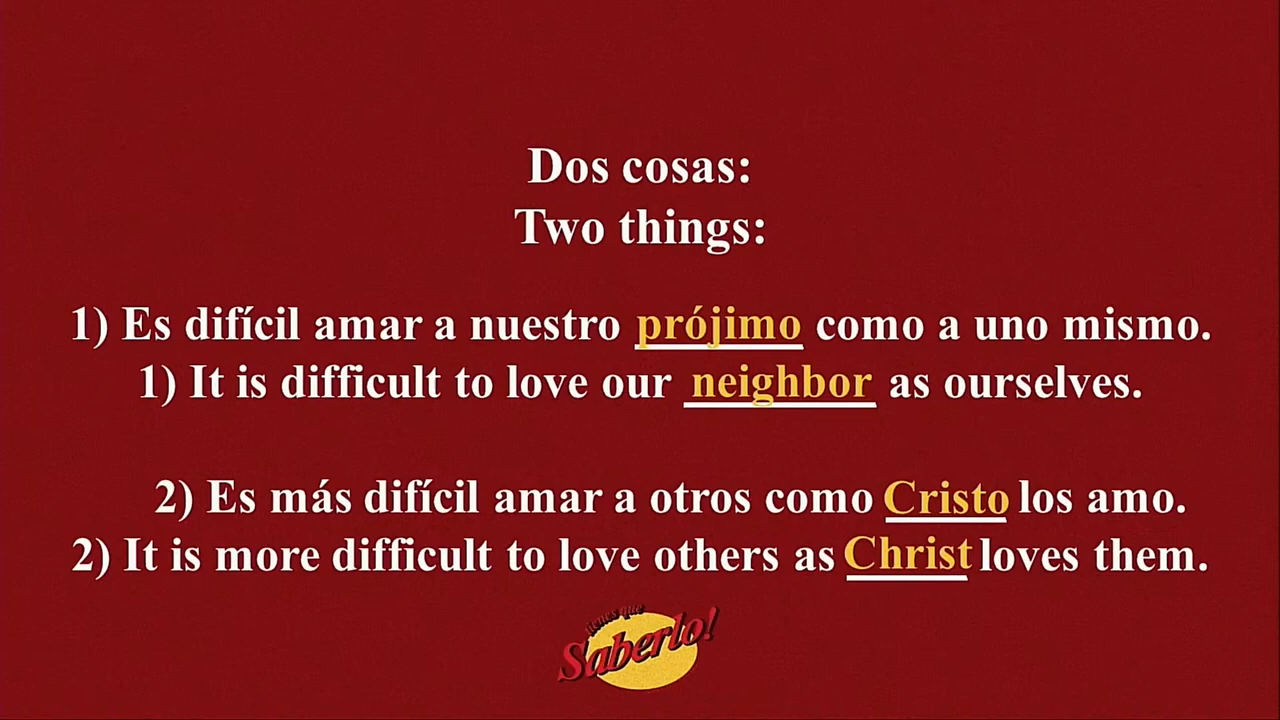 Dos cosas:
Two things:
1) Es difícil amar a nuestro prójimo como a uno mismo.
1) It is difficult to love our neighbor as ourselves.
2) Es más difícil amar a otros como Cristo los amo.
2) It is more difficult to love others as Christ loves them.
tienes que
Saberlo!